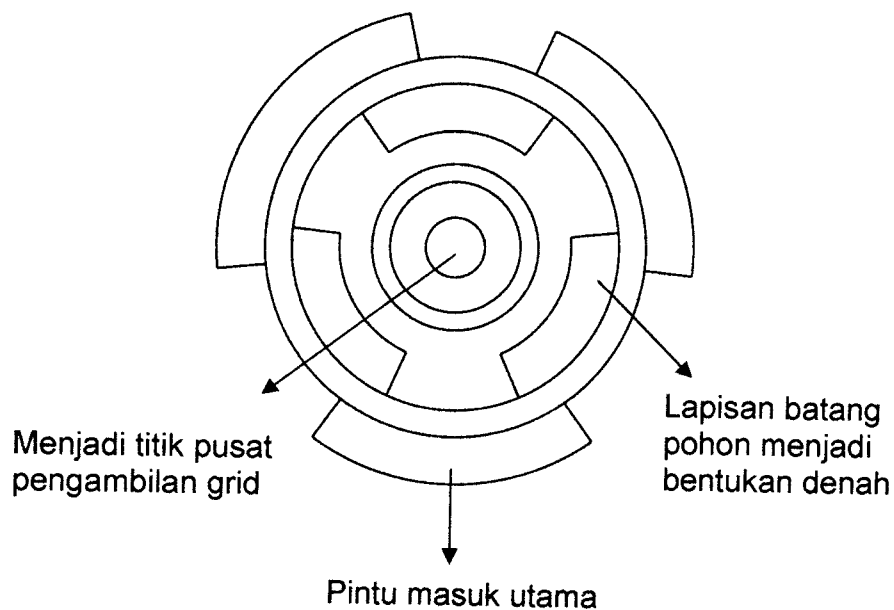 Menjadi titik pusat
pengambilan grid
Lapisan batang
pohon menjadi
bentukan denah
Pintu masuk utama